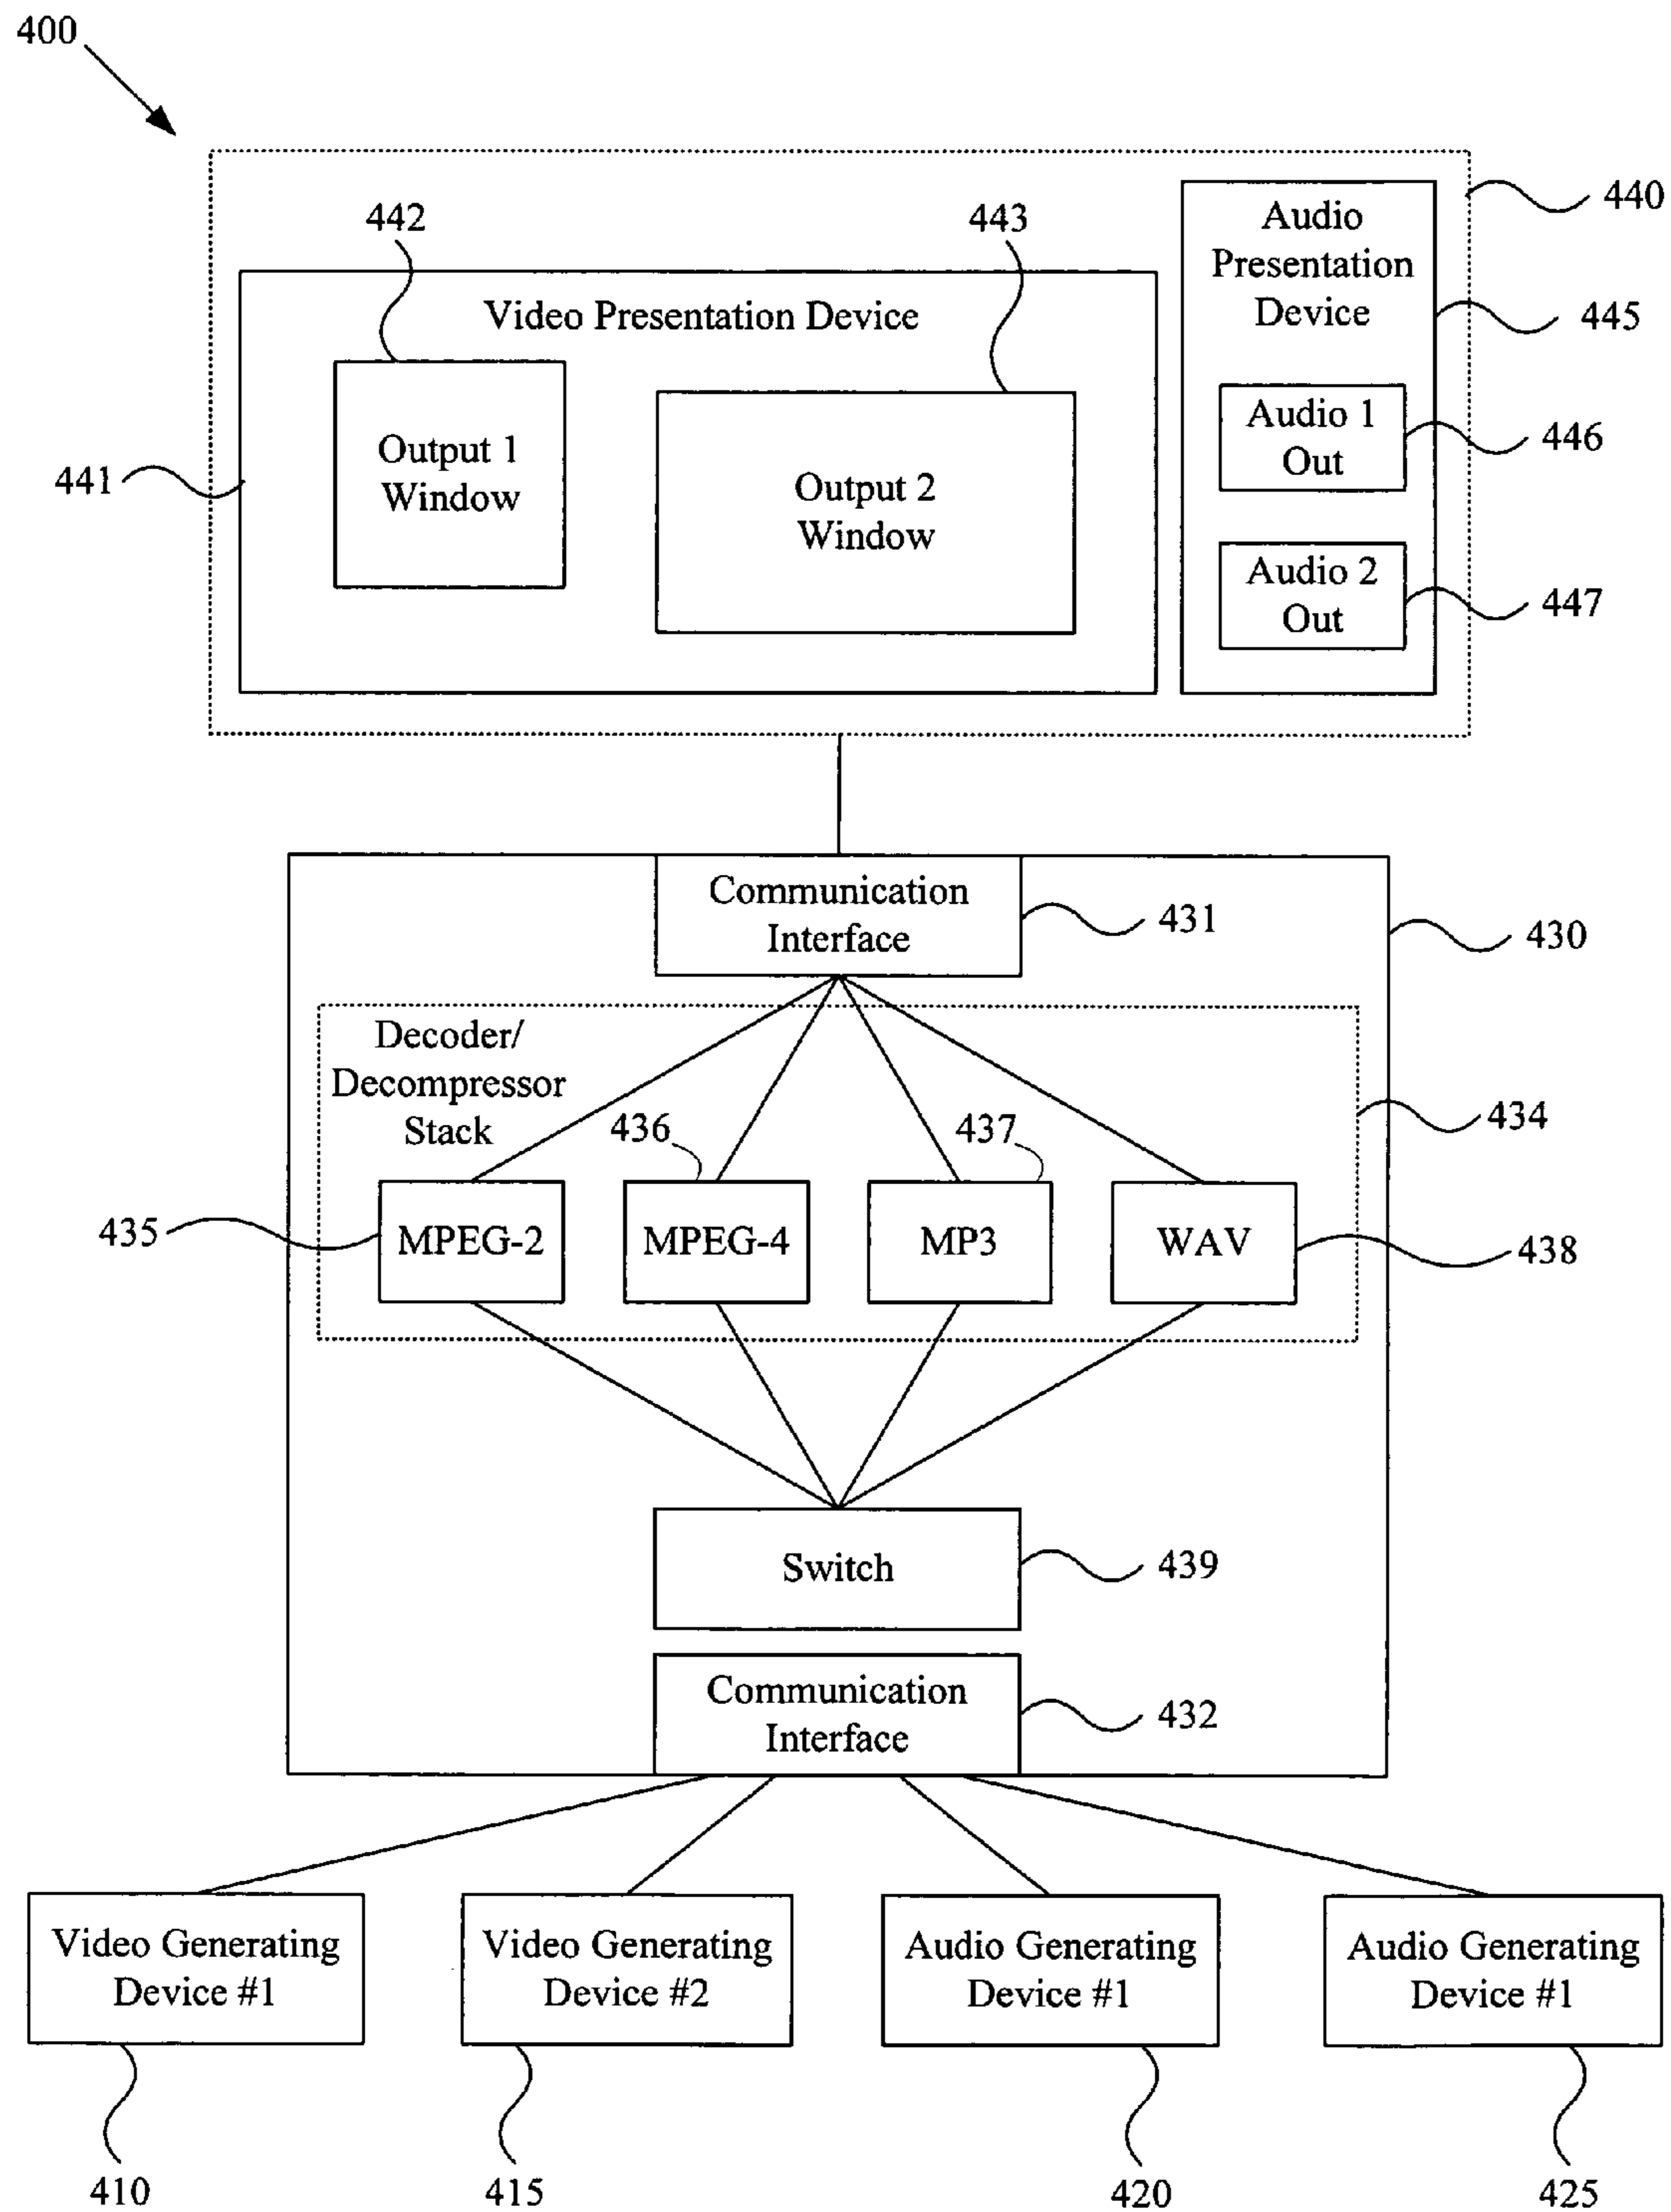 400
440
442
443
Audio
Presentation
Device
445
Video Presentation Device
Audio 1
Out
446
441
Output 1
Window
Output 2
Window
Audio 2
Out
447
Communication
Interface
431
430
Decoder/
Decompressor
Stack
434
436
437
435
MPEG-2
MPEG-4
MP3
WAV
438
Switch
439
Communication
Interface
432
Video Generating
Device #1
Video Generating
Device #2
Audio Generating
Device #1
Audio Generating
Device #1
410
415
420
425